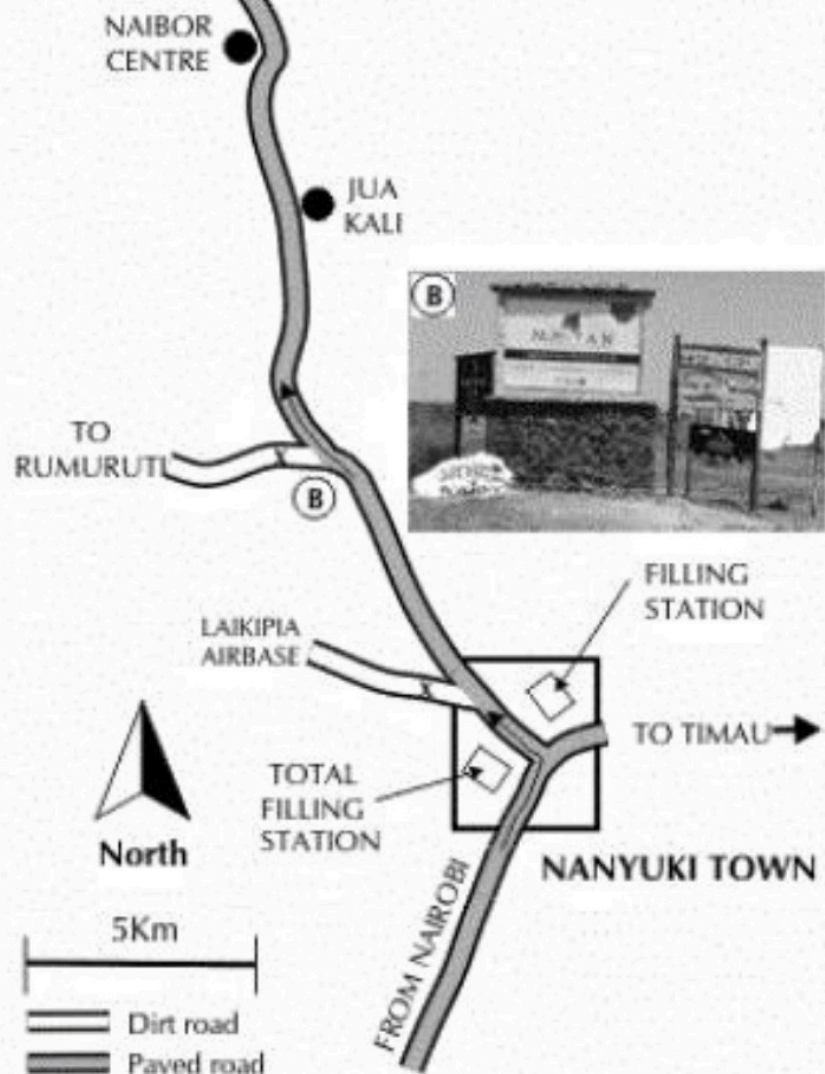 NAIBOR
CENTRE
JUA
KALI
B
TO
RUMURUTI
B
FILLING
STATION
LAIKIPIA
AIRBASE
TO TIMAU
TOTAL
FILLING
STATION
North
NANYUKI TOWN
FROM NAIROBI
5Km
Dirt road
Paved road